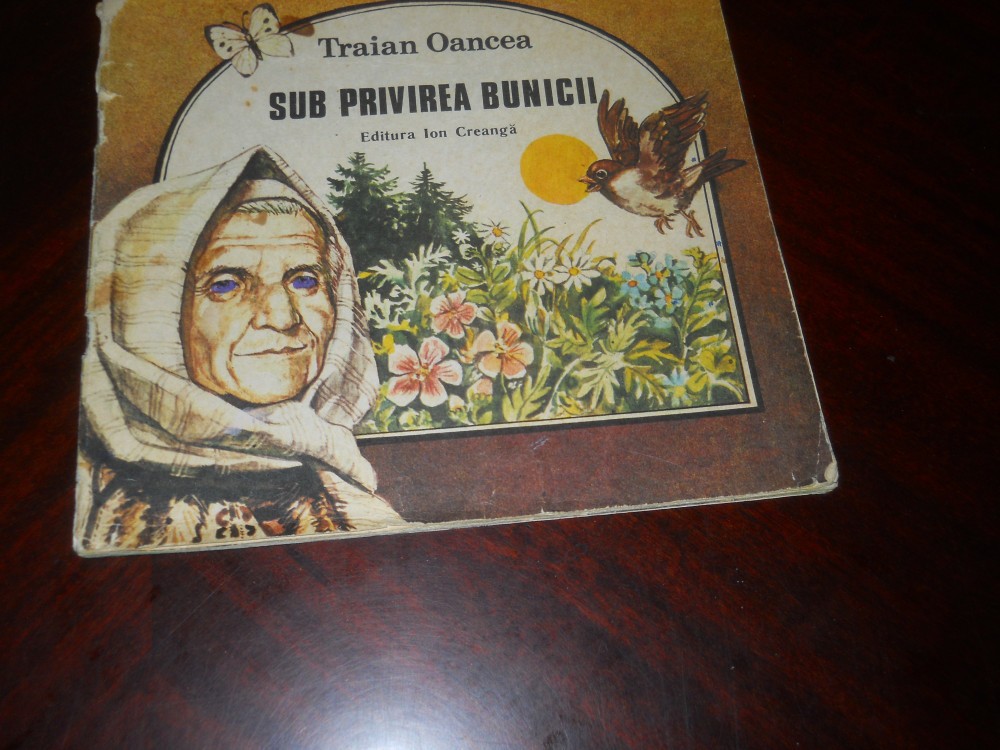 Traian Oancea
SUB PRIVIREA BUNICII
Editura Ion Creangă